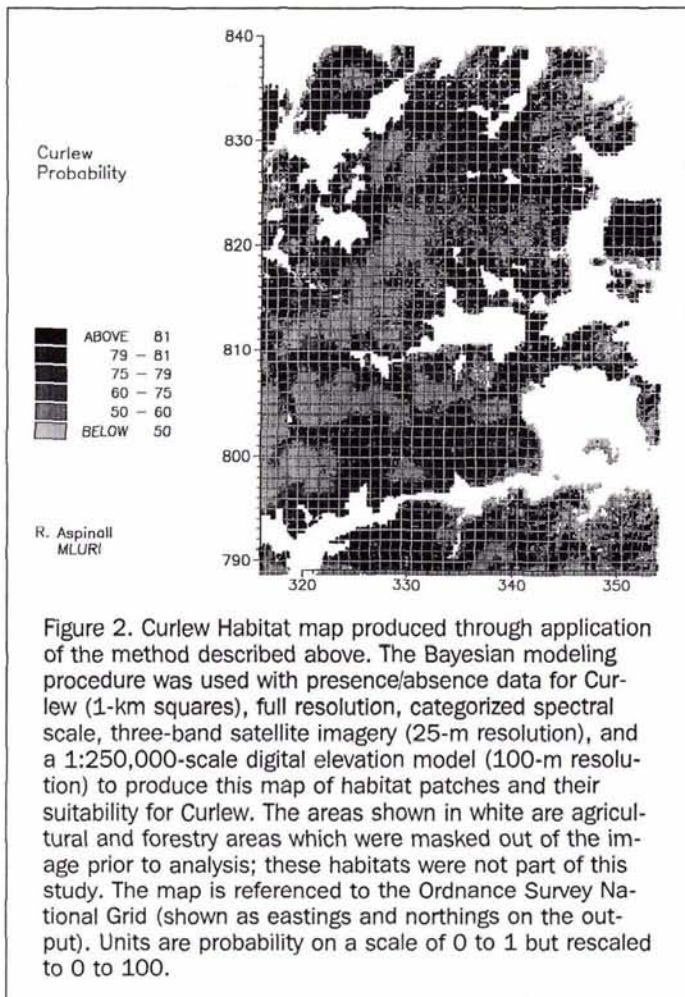 840
830
820
810
800
790
Curlew
Probability
ABOVE 81
79 – 81
75 – 79
60 – 75
50 – 60
BELOW 50
R. Aspinall
MLURI
320 330 340 350
Figure 2. Curlew Habitat map produced through application
of the method described above. The Bayesian modeling
procedure was used with presence/absence data for Cur-
lew (1-km squares), full resolution, categorized spectral
scale, three-band satellite imagery (25-m resolution), and
a 1:250,000-scale digital elevation model (100-m resolu-
tion) to produce this map of habitat patches and their
suitability for Curlew. The areas shown in white are agricul-
tural and forestry areas which were masked out of the im-
age prior to analysis; these habitats were not part of this
study. The map is referenced to the Ordnance Survey Na-
tional Grid (shown as eastings and northings on the out-
put). Units are probability on a scale of 0 to 1 but rescaled
to 0 to 100.